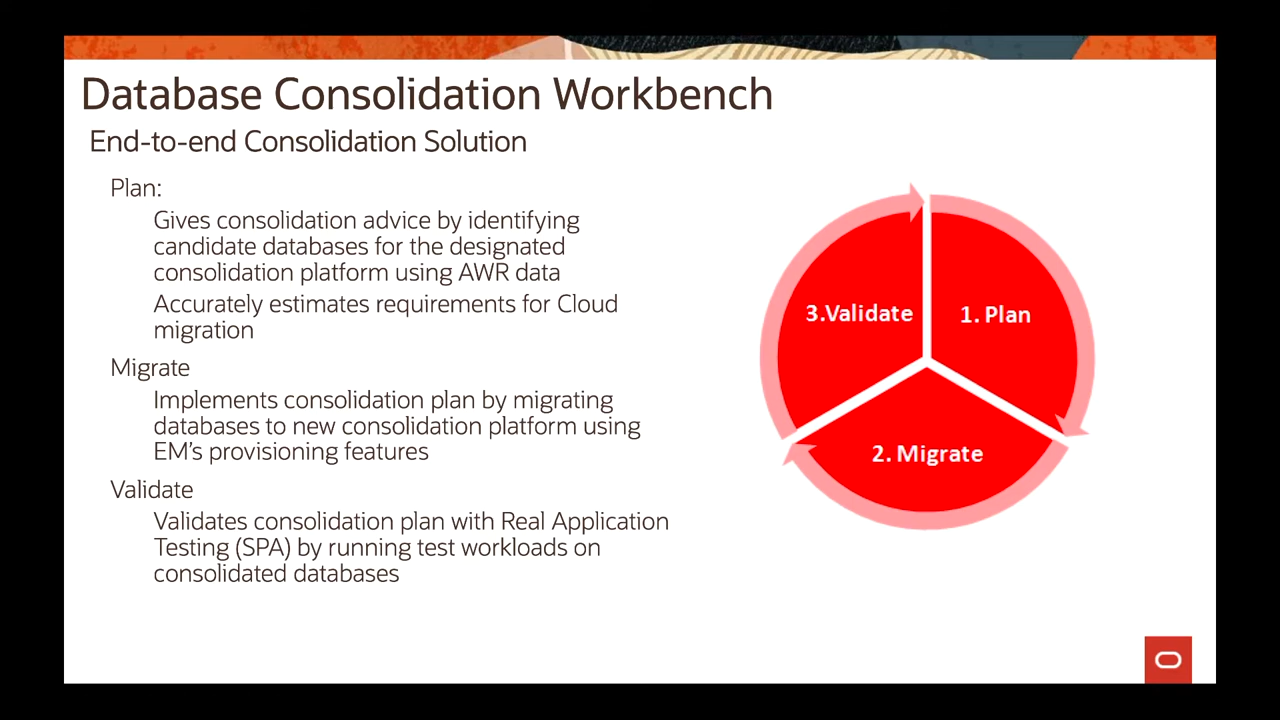 Database Consolidation Workbench
End-to-end Consolidation Solution
Plan:
Gives consolidation advice by identifying
candidate databases for the designated
consolidation platform using AWR data
Accurately estimates requirements for Cloud
migration
Migrate
Implements consolidation plan by migrating
databases to new consolidation platform using
EM's provisioning features
Validate
Validates consolidation plan with Real Application
Testing (SPA) by running test workloads on
consolidated databases
3.Validate
1. Plan
2. Migrate